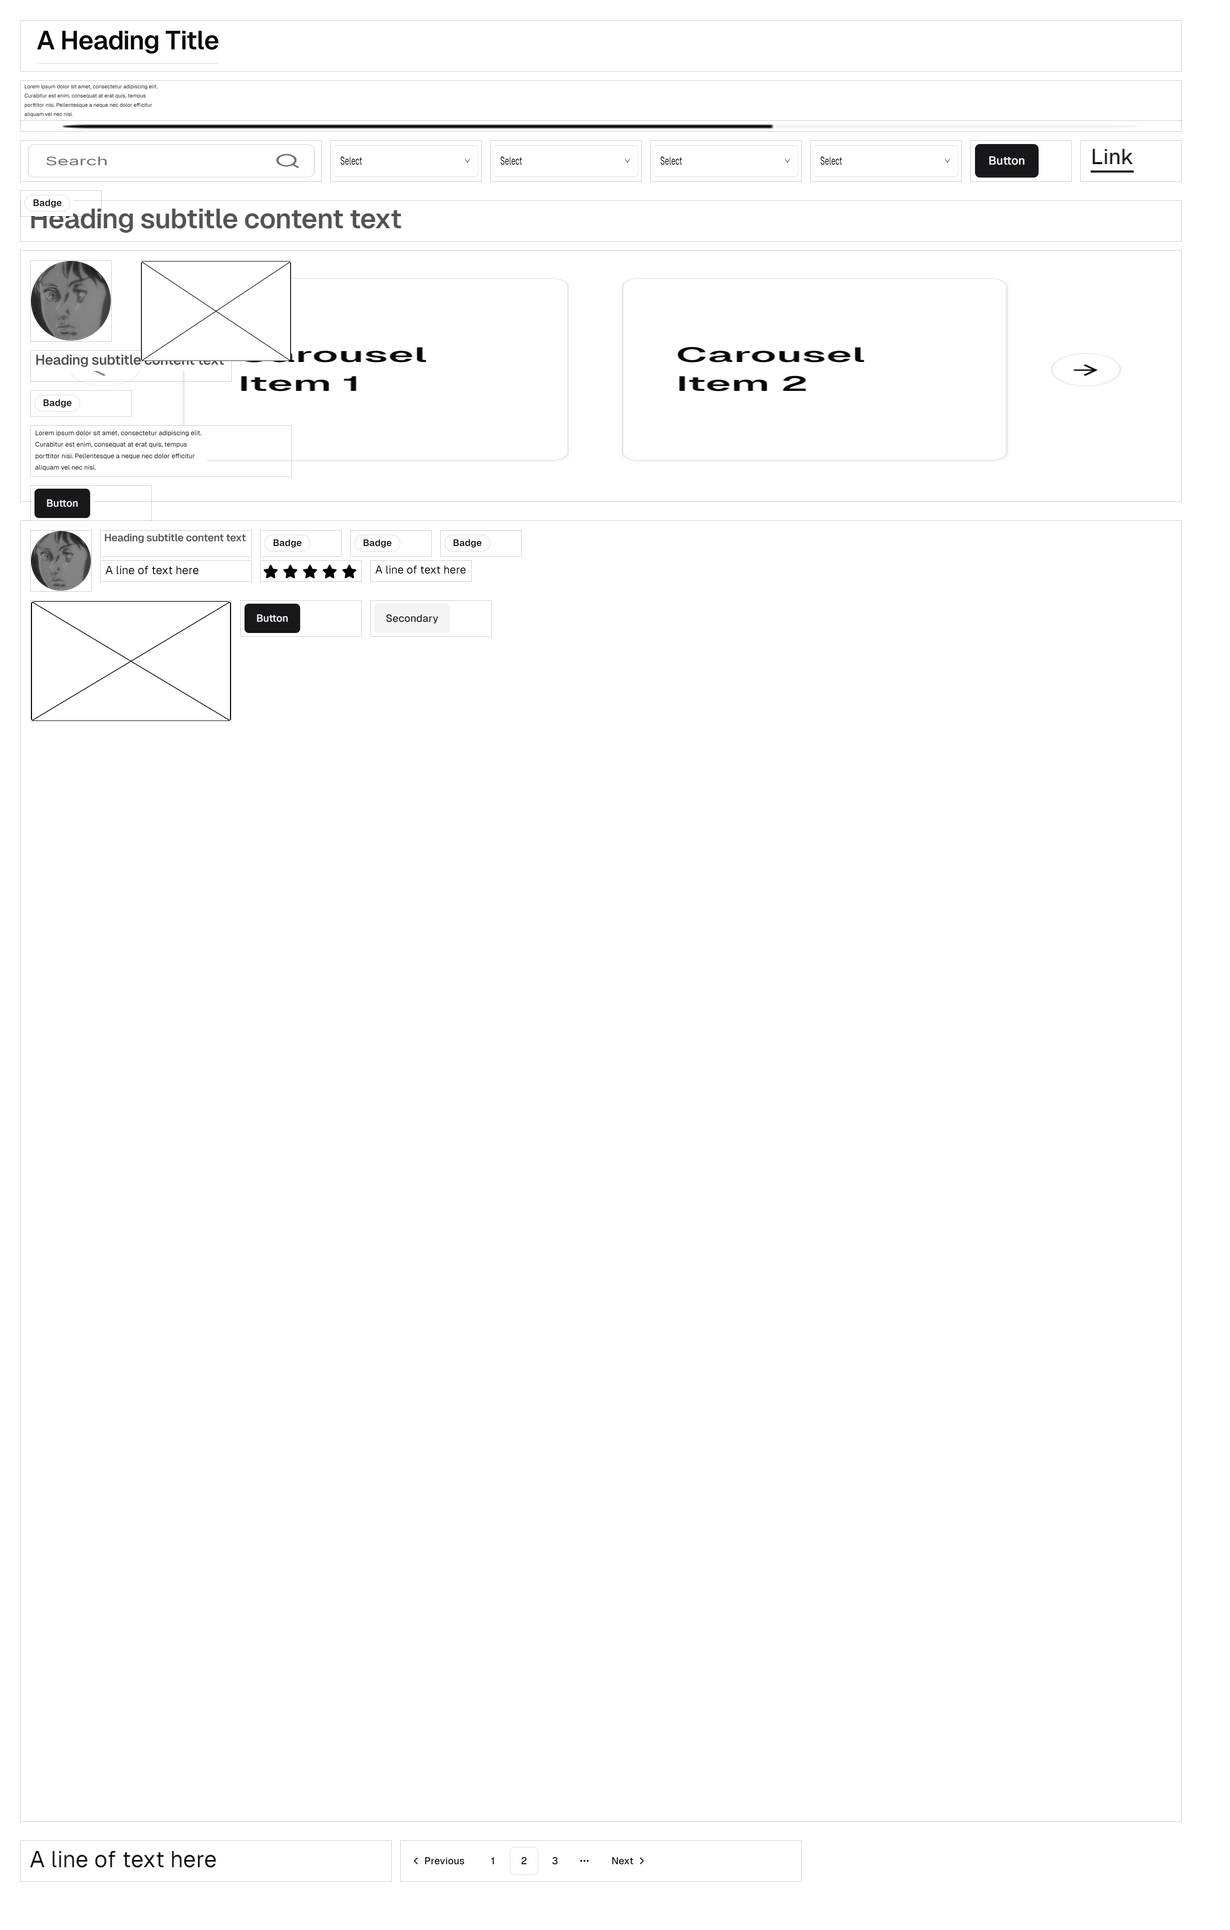 A Heading Title
Lorem ipsum dolor sit amet, consectetur adipiscing elit.
Curabitur est enim, consequat at erat quis, tempus
porttitor nisi. Pellentesque a neque nec dolor efficitur
aliquam vel nec nisi.
Search
Select
Select
Select
Select
Button
Link
Badge
Heading subtitle content text
Heading subtitle content text
Carousel
Item 1
Carousel
Item 2
Badge
Lorem ipsum dolor sit amet, consectetur adipiscing elit.
Curabitur est enim, consequat at erat quis, tempus
porttitor nisi. Pellentesque a neque nec dolor efficitur
aliquam vel nec nisi.
Button
Heading subtitle content text
Badge
Badge
Badge
A line of text here
A line of text here
Button
Secondary
A line of text here
Previous 1 2 3 ... Next